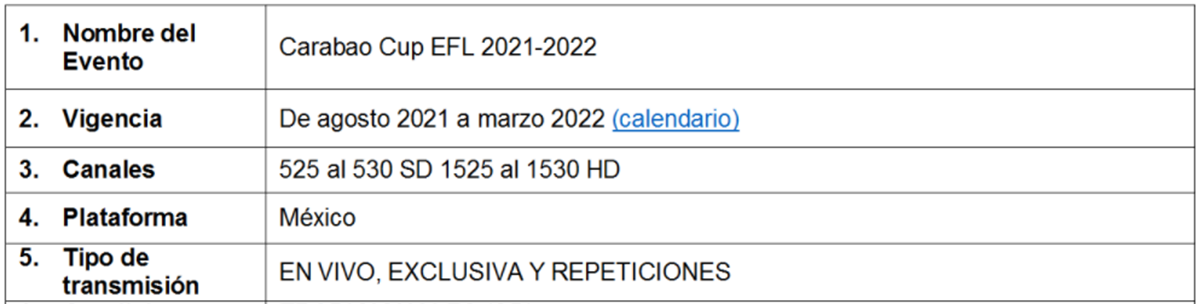 1. Nombre del Evento
Carabao Cup EFL 2021-2022
2. Vigencia
De agosto 2021 a marzo 2022 (calendario)
3. Canales
525 al 530 SD 1525 al 1530 HD
4. Plataforma
México
5. Tipo de transmisión
EN VIVO, EXCLUSIVA Y REPETICIONES